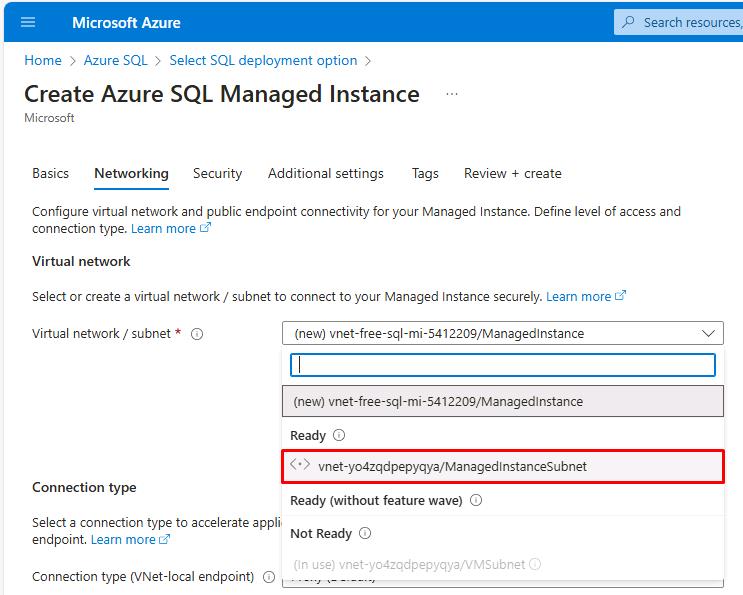 Microsoft Azure
Search resources,
Home > Azure SQL > Select SQL deployment option >
Create Azure SQL Managed Instance ...
Microsoft
Basics Networking Security Additional settings Tags Review + create
Configure virtual network and public endpoint connectivity for your Managed Instance. Define level of access and
connection type. Learn more
Virtual network
Select or create a virtual network / subnet to connect to your Managed Instance securely. Learn more
Virtual network / subnet *
(new) vnet-free-sql-mi-5412209/ManagedInstance
(new) vnet-free-sql-mi-5412209/ManagedInstance
Ready
vnet-yo4zqdpepyqya/ManagedInstanceSubnet
Ready (without feature wave)
Not Ready
(In use) vnet-yo4zqdpepyqya/VMSubnet
Connection type
Select a connection type to accelerate appli
endpoint. Learn more
Connection type (VNet-local endpoint)